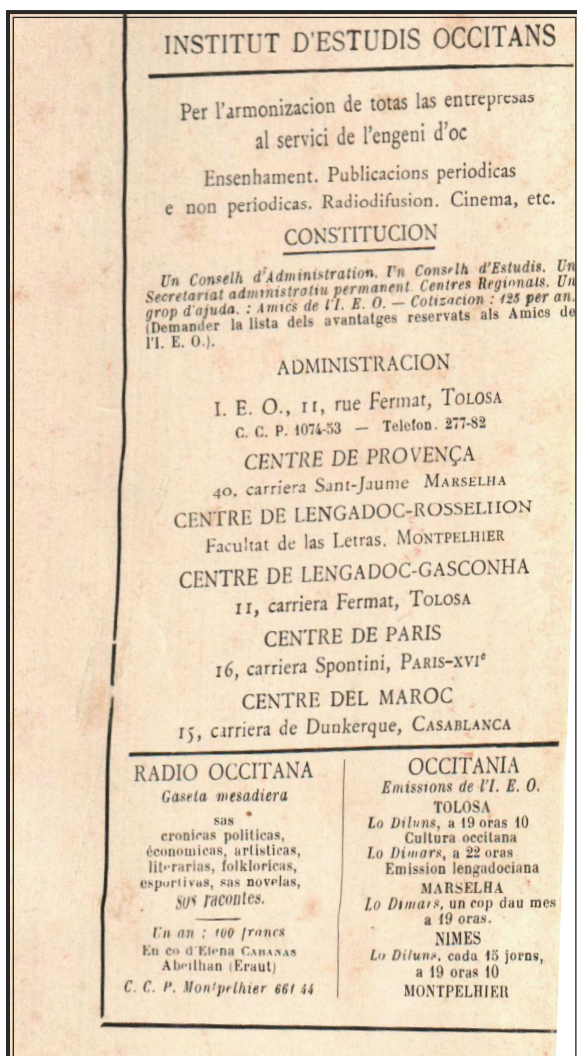 INSTITUT D'ESTUDIS OCCITANS
Per l'armonizacion de totas las entrepresas
al servici de l'engeni d'oc
Ensenhament. Publicacions periodicas
e non periodicas. Radiodifusion. Cinema, etc.
CONSTITUCION
Un Conselh d'Administration. Un Conselh d'Estudis. Un
Secretariat administratiu permanent. Centres Regionals. Un
grop d'ajuda. : Amics de l'I. E. O. — Cotizacion : 125 per an.
(Demander la lista dels avantatges reservats als Amics de
l'I. E. O.).
ADMINISTRACION
I. E. O., 11, rue Fermat, TOLOSA
C. C. P. 1074-53 — Telefon. 277-82
CENTRE DE PROVENÇA
40, carriera Sant-Jaume MARSELHA
CENTRE DE LENGADOC-ROSSELHON
Facultat de las Letras. MONTPELHIER
CENTRE DE LENGADOC-GASCONHA
11, carriera Fermat, TOLOSA
CENTRE DE PARIS
16, carriera Spontini, PARIS-XVIe
CENTRE DEL MAROC
15, carriera de Dunkerque, CASABLANCA
RADIO OCCITANA
Gaseta mesadiera
sas
cronicas politicas,
économicas, artisticas,
literarias, folkloricas,
esportivas, sas novelas,
sos racontes.
Un an : 100 francs
En co d'Elena CABANAS
Abeilhan (Eraut)
C. C. P. Montpelhier 661 44
OCCITANIA
Emissions de l'I. E. O.
TOLOSA
Lo Diluns, a 19 oras 10
Cultura occitana
Lo Dimars, a 22 oras
Emission lengadociana
MARSELHA
Lo Dimars, un cop dau mes
a 19 oras.
NIMES
Lo Diluns, cada 15 jorns,
a 19 oras 10
MONTPELHIER